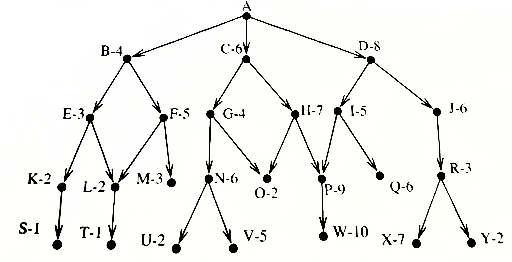 A
B-4 C-6 D-8
E-3 F-5 G-4 H-7 I-5 J-6
K-2 L-2 M-3 N-6 O-2 P-9 Q-6 R-3
S-1 T-1 U-2 V-5 W-10 X-7 Y-2